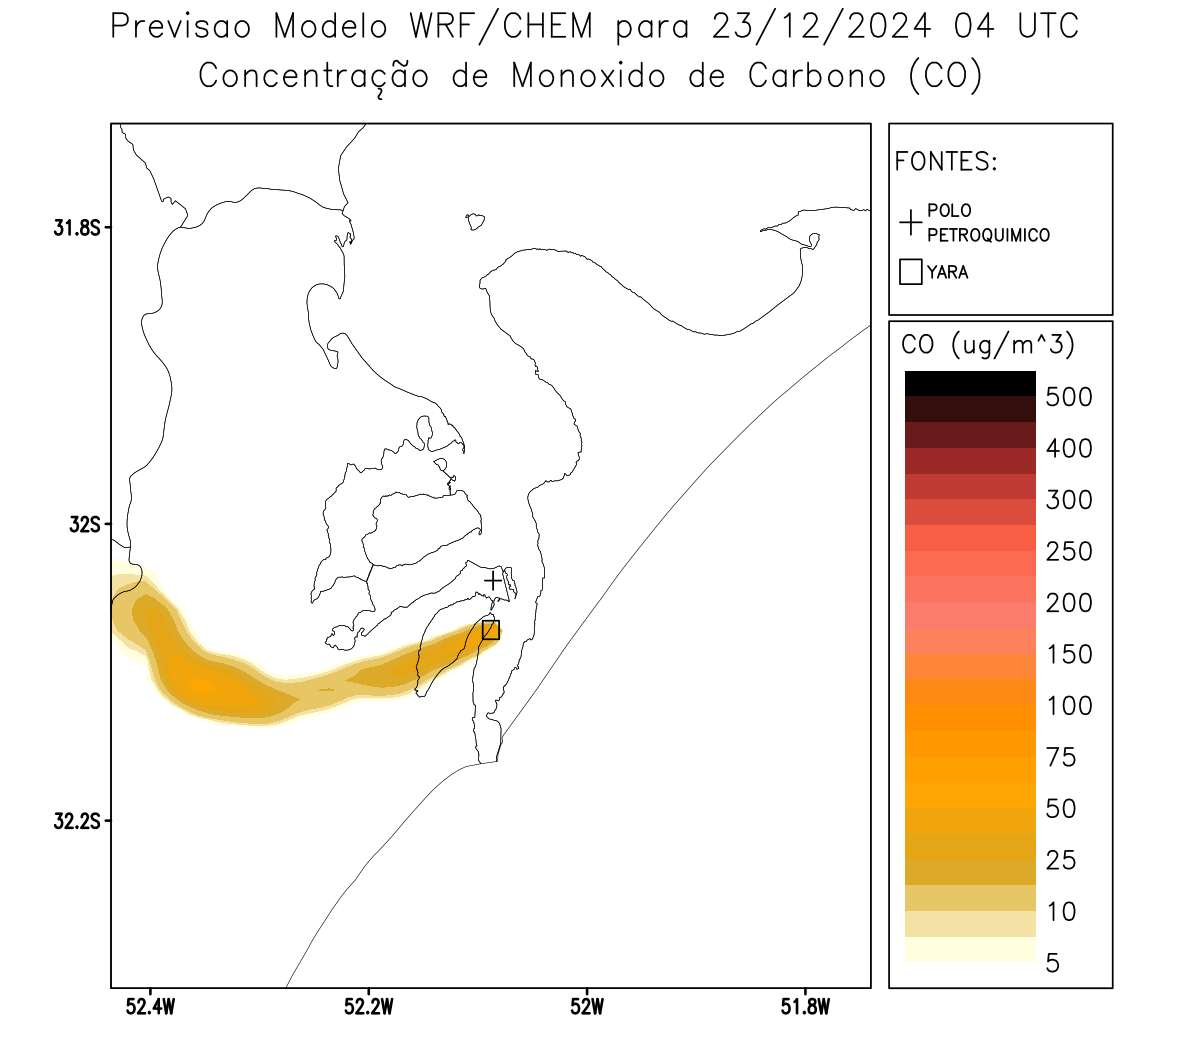 Previsao Modelo WRF/CHEM para 23/12/2024 04 UTC
Concentração de Monoxido de Carbono (CO)
FONTES:
POLO
PETROQUIMICO
YARA
CO (ug/m^3)
500
400
300
250
200
150
100
75
50
25
10
5
31.8S
32S
32.2S
52.4W
52.2W
52W
51.8W